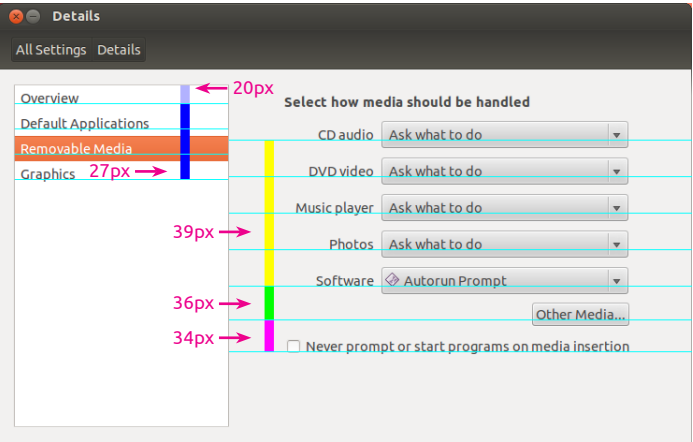 Details
All Settings Details
20px
Overview
Default Applications
Removable Media
Graphics
27px
Select how media should be handled
CD audio Ask what to do
DVD video Ask what to do
Music player Ask what to do
39px
Photos Ask what to do
Software Autorun Prompt
36px
Other Media...
34px
Never prompt or start programs on media insertion